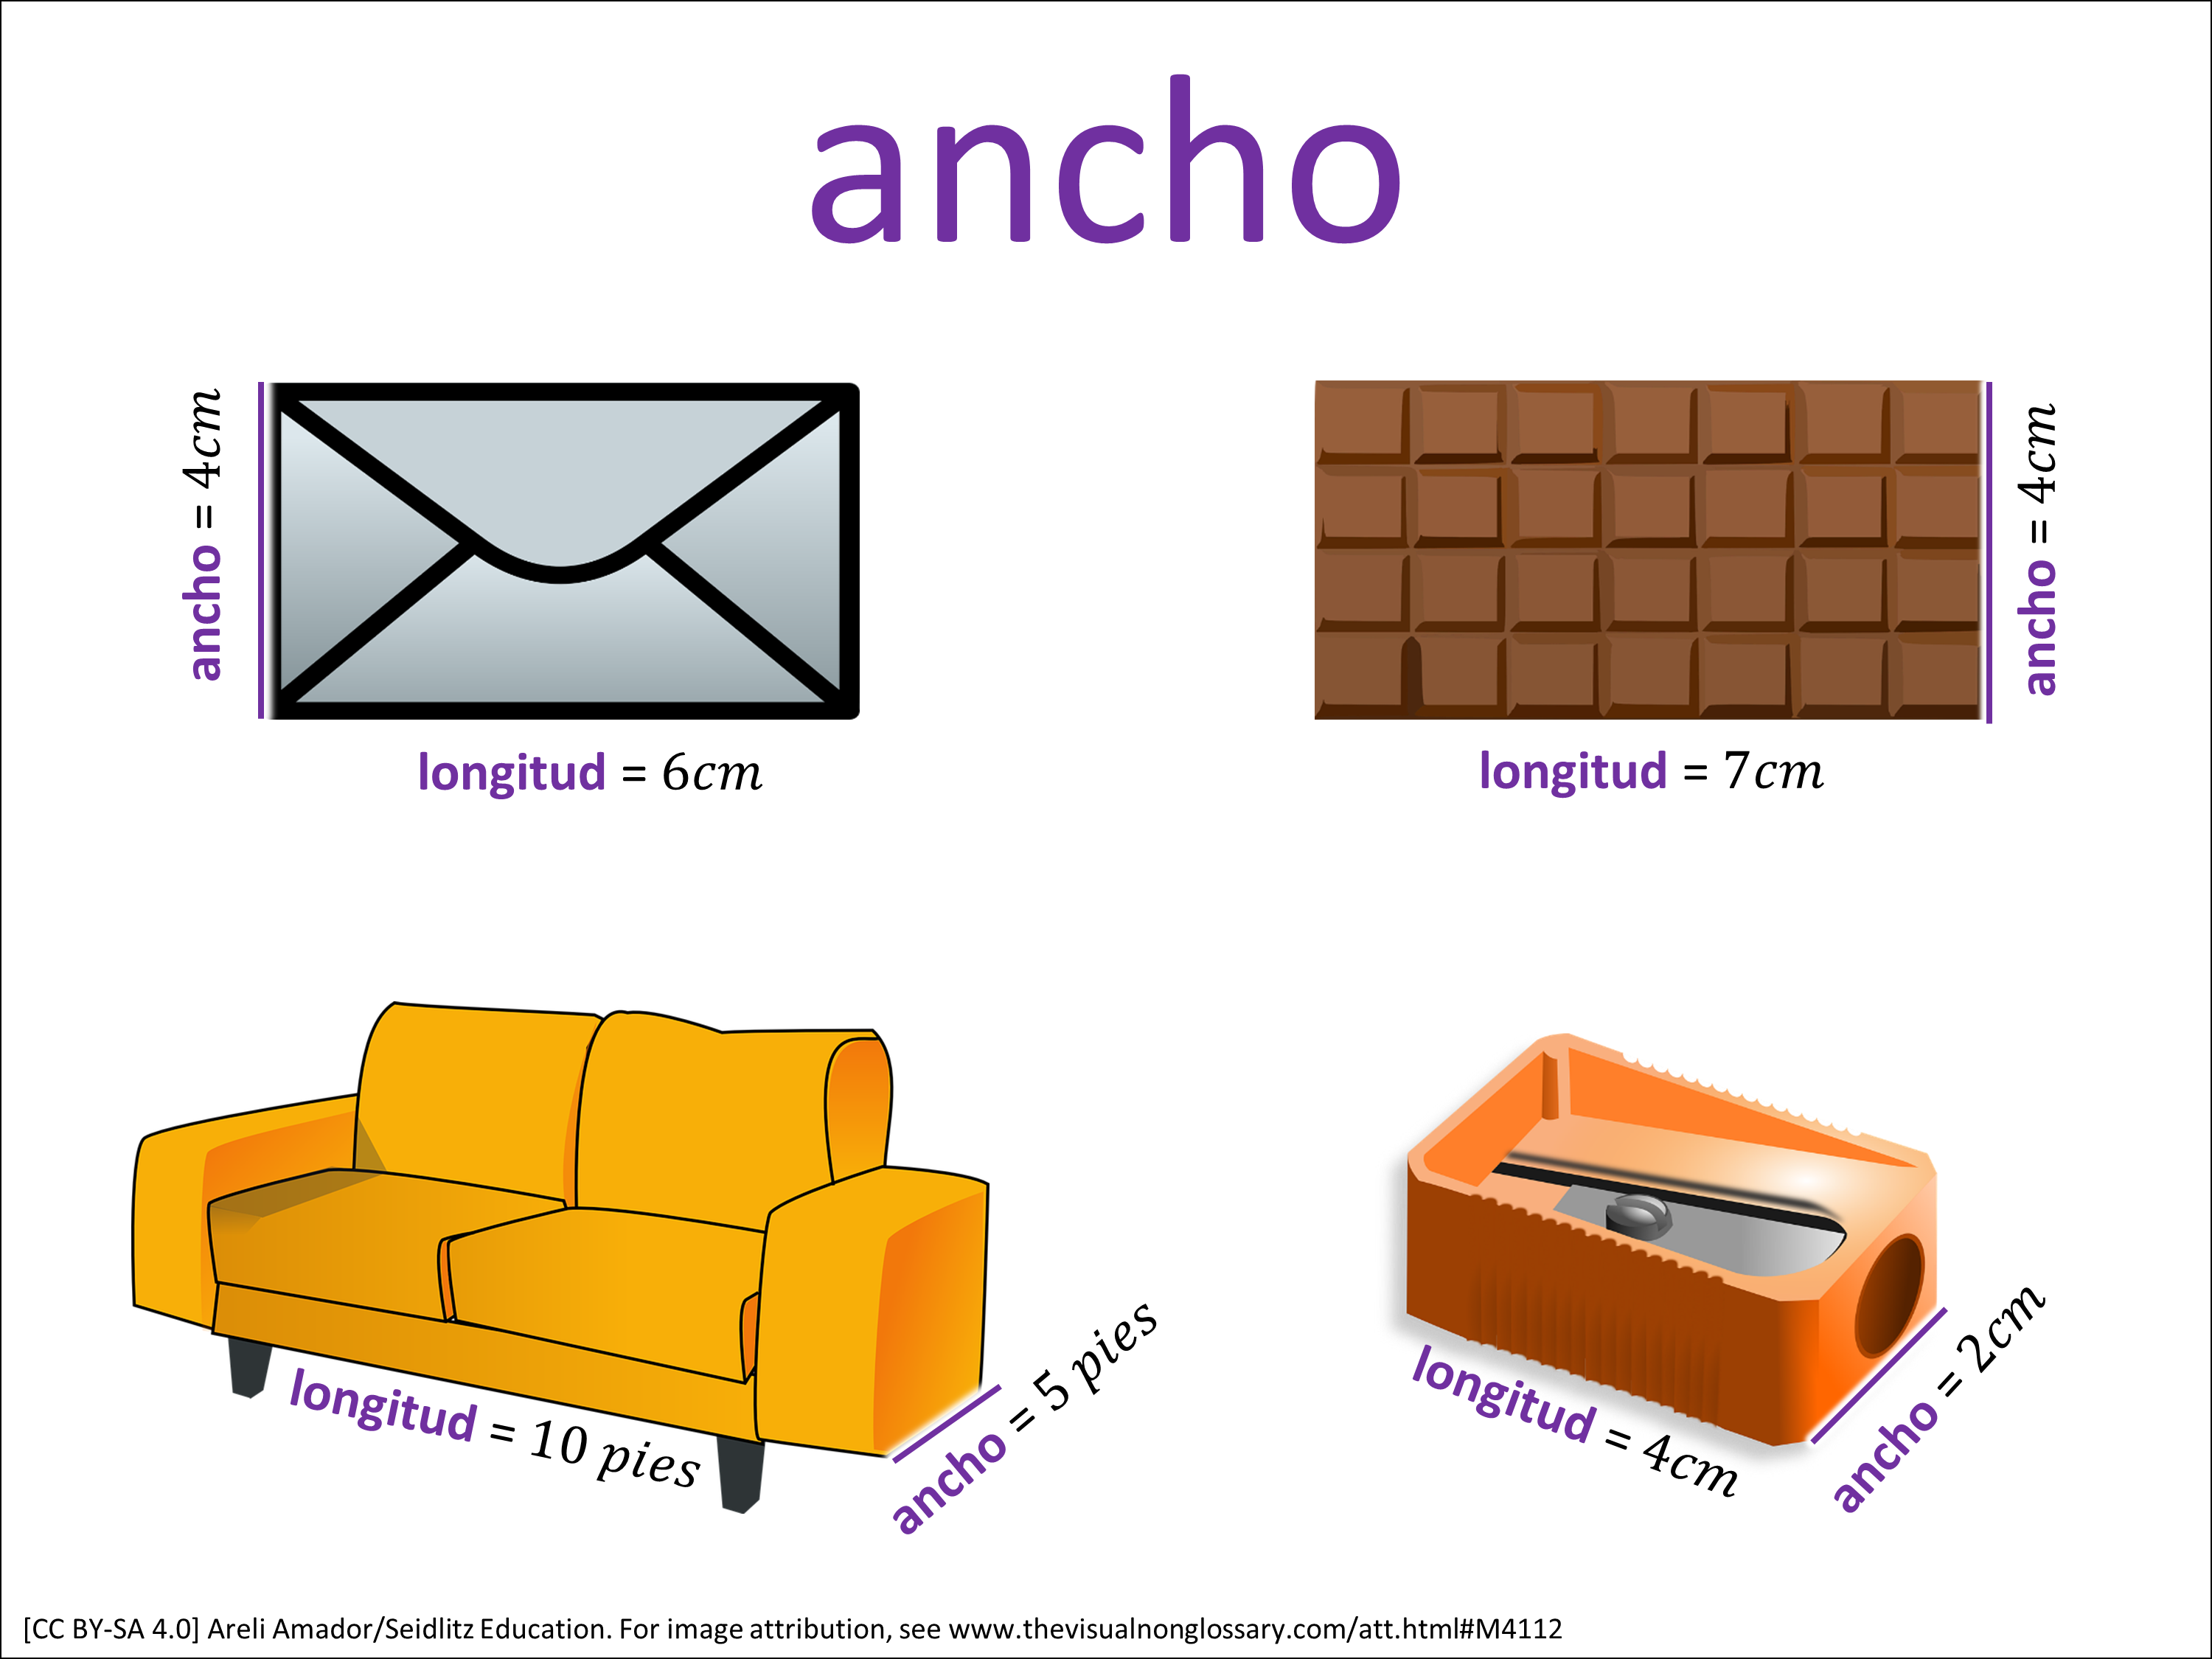 ancho
ancho = 4cm
longitud = 6cm
ancho = 4cm
longitud = 7cm
longitud = 10 pies
ancho = 5 pies
longitud = 4cm
ancho = 2cm
[CC BY-SA 4.0] Areli Amador/Seidlitz Education. For image attribution, see www.thevisualnonglossary.com/att.html#M4112